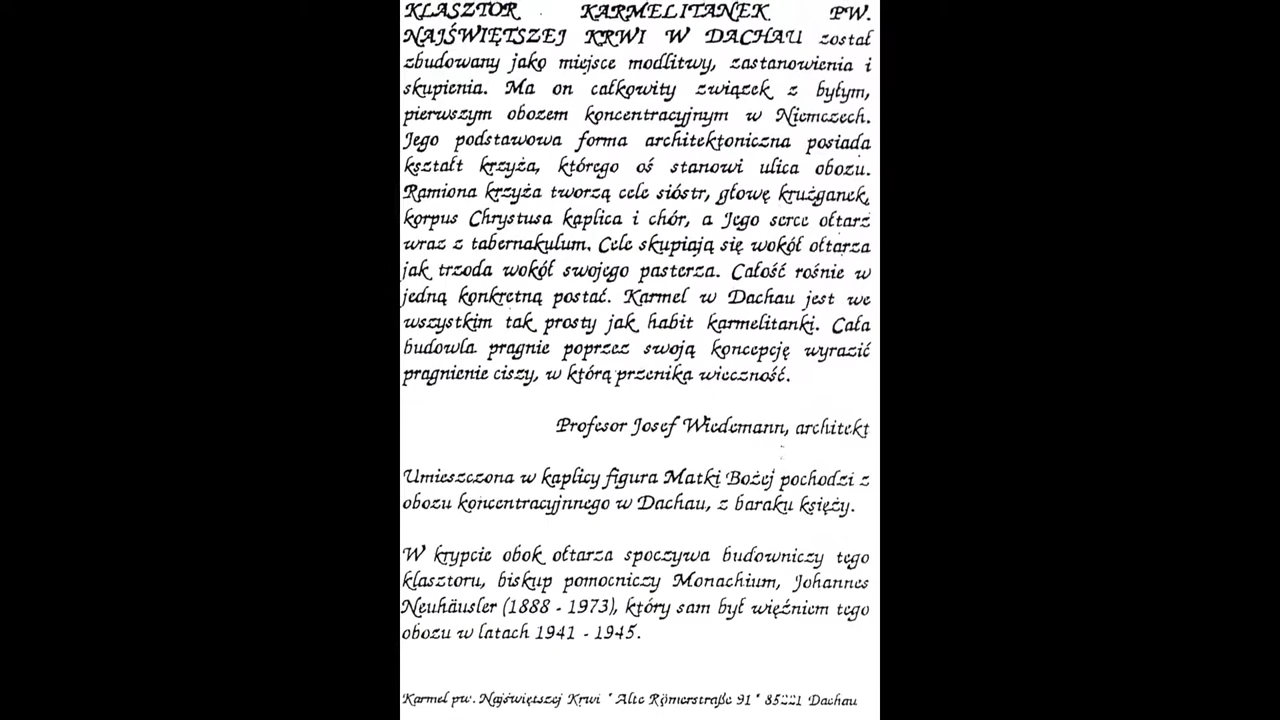 KLASZTOR KARMELITANEK PW.
NAJŚWIĘTSZEJ KRWI W DACHAU został
zbudowany jako miejsce modlitwy, zastanowienia i
skupienia. Ma on całkowity związek z byłym,
pierwszym obozem koncentracyjnym w Niemczech.
Jego podstawowa forma architektoniczna posiada
kształt krzyża, którego oś stanowi ulica obozu.
Ramiona krzyża tworzą cele sióstr, głowę krużganek,
korpus Chrystusa kaplica i chór, a Jego serce ołtarz
wraz z tabernakulum. Cele skupiają się wokół ołtarza
jak trzoda wokół swojego pasterza. Całość rośnie w
jedną konkretną postać. Karmel w Dachau jest we
wszystkim tak prosty jak habit karmelitanki. Cała
budowla pragnie poprzez swoją koncepcję wyrazić
pragnienie ciszy, w którą przenika wieczność.
Profesor Josef Wiedemann, architekt
Umieszczona w kaplicy figura Matki Bożej pochodzi z
obozu koncentracyjnnego w Dachau, z baraku księży.
W krypcie obok ołtarza spoczywa budowniczy tego
klasztoru, biskup pomocniczy Monachium, Johannes
Neuhäusler (1888 - 1973), który sam był więźniem tego
obozu w latach 1941 - 1945.
Karmel pw. Najświętszej Krwi * Alte Römerstraße 91 * 85221 Dachau